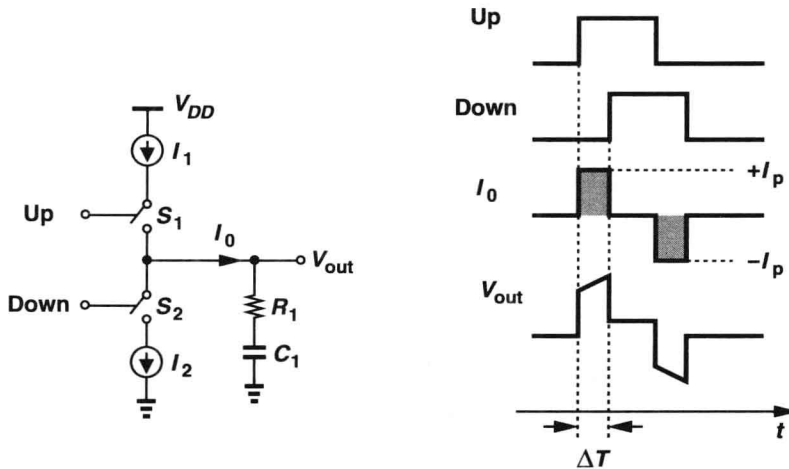 V_DD
I_1
Up
S_1
I_0
V_out
Down
S_2
R_1
C_1
I_2
Up
Down
I_0
+I_p
−I_p
V_out
t
ΔT